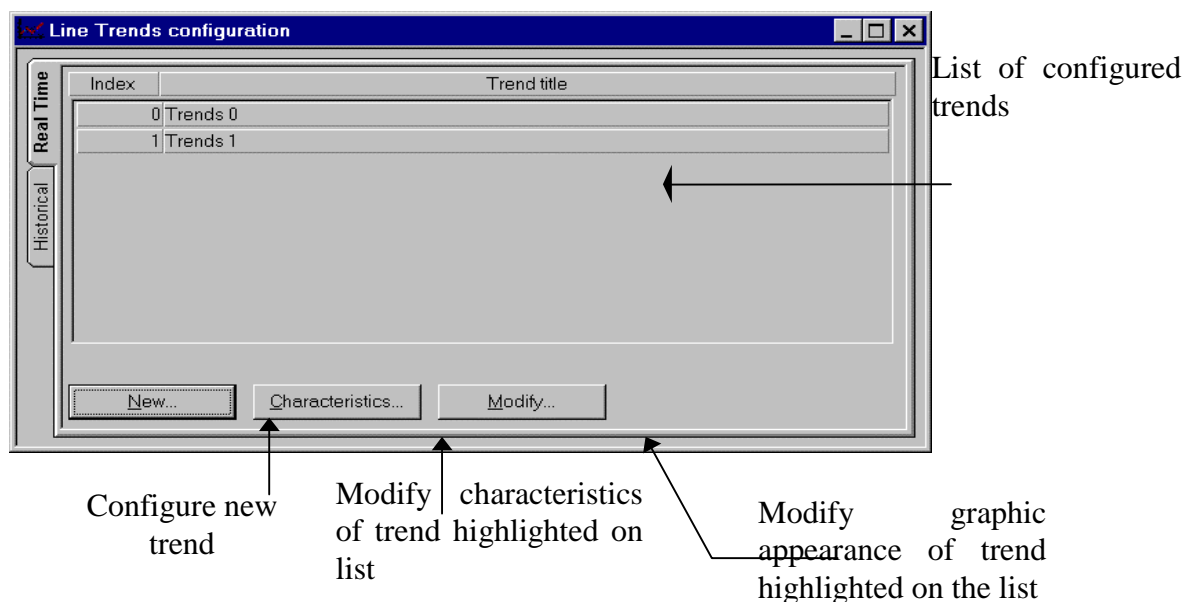 Line Trends configuration
List of configured
trends
Real Time
Historical
Index Trend title
0 Trends 0
1 Trends 1
New... Characteristics... Modify...
Configure new
trend
Modify characteristics
of trend highlighted on
list
Modify graphic
appearance of trend
highlighted on the list